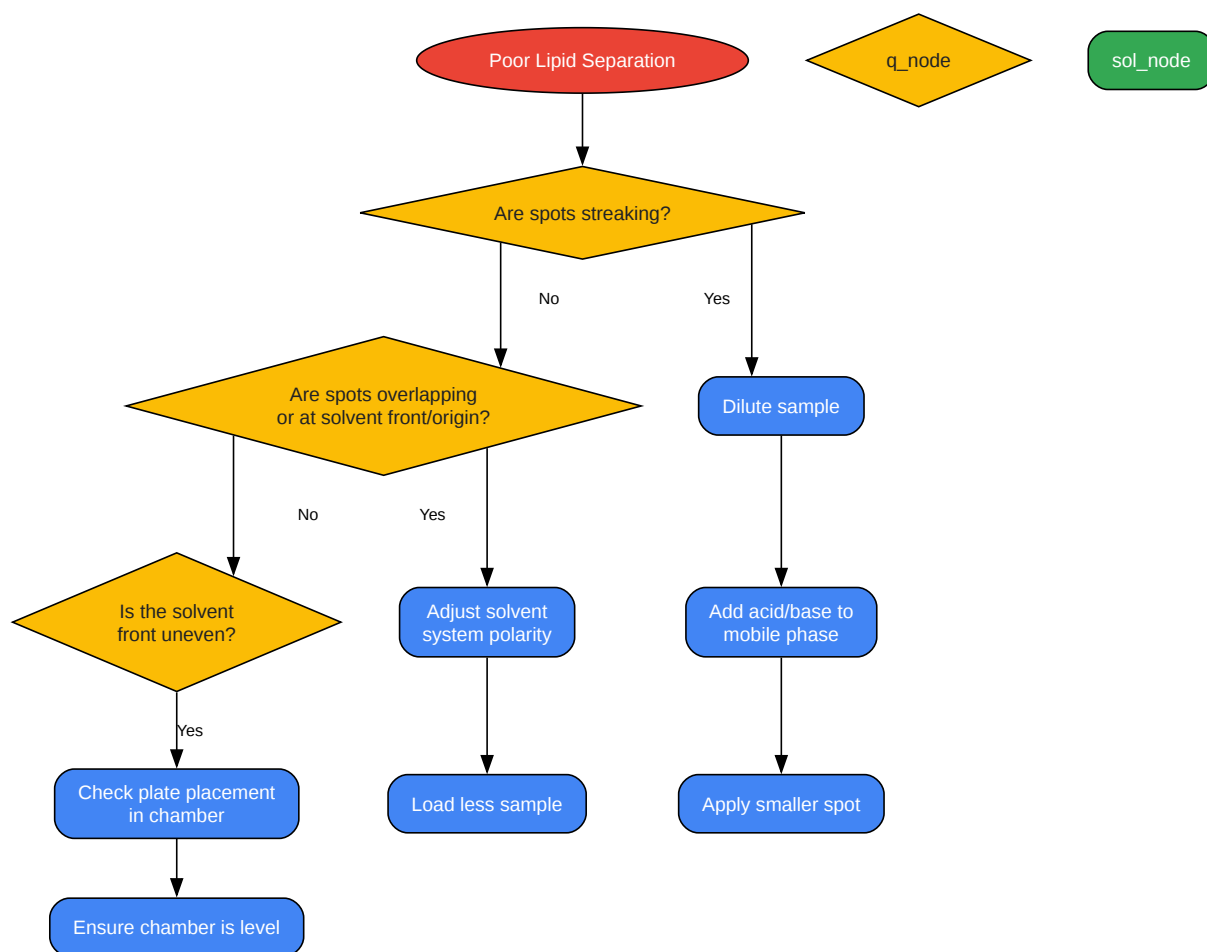 Poor Lipid Separation
q_node
sol_node
Are spots streaking?
No
Yes
Are spots overlapping
or at solvent front/origin?
Dilute sample
No
Yes
Is the solvent
front uneven?
Adjust solvent
system polarity
Add acid/base to
mobile phase
Yes
Check plate placement
in chamber
Load less sample
Apply smaller spot
Ensure chamber is level